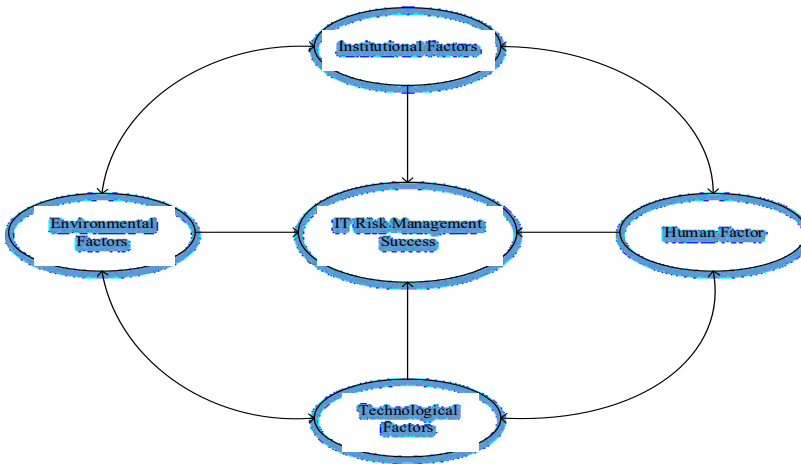 Institutional Factors
Environmental
Factors
IT Risk Management
Success
Human Factor
Technological
Factors